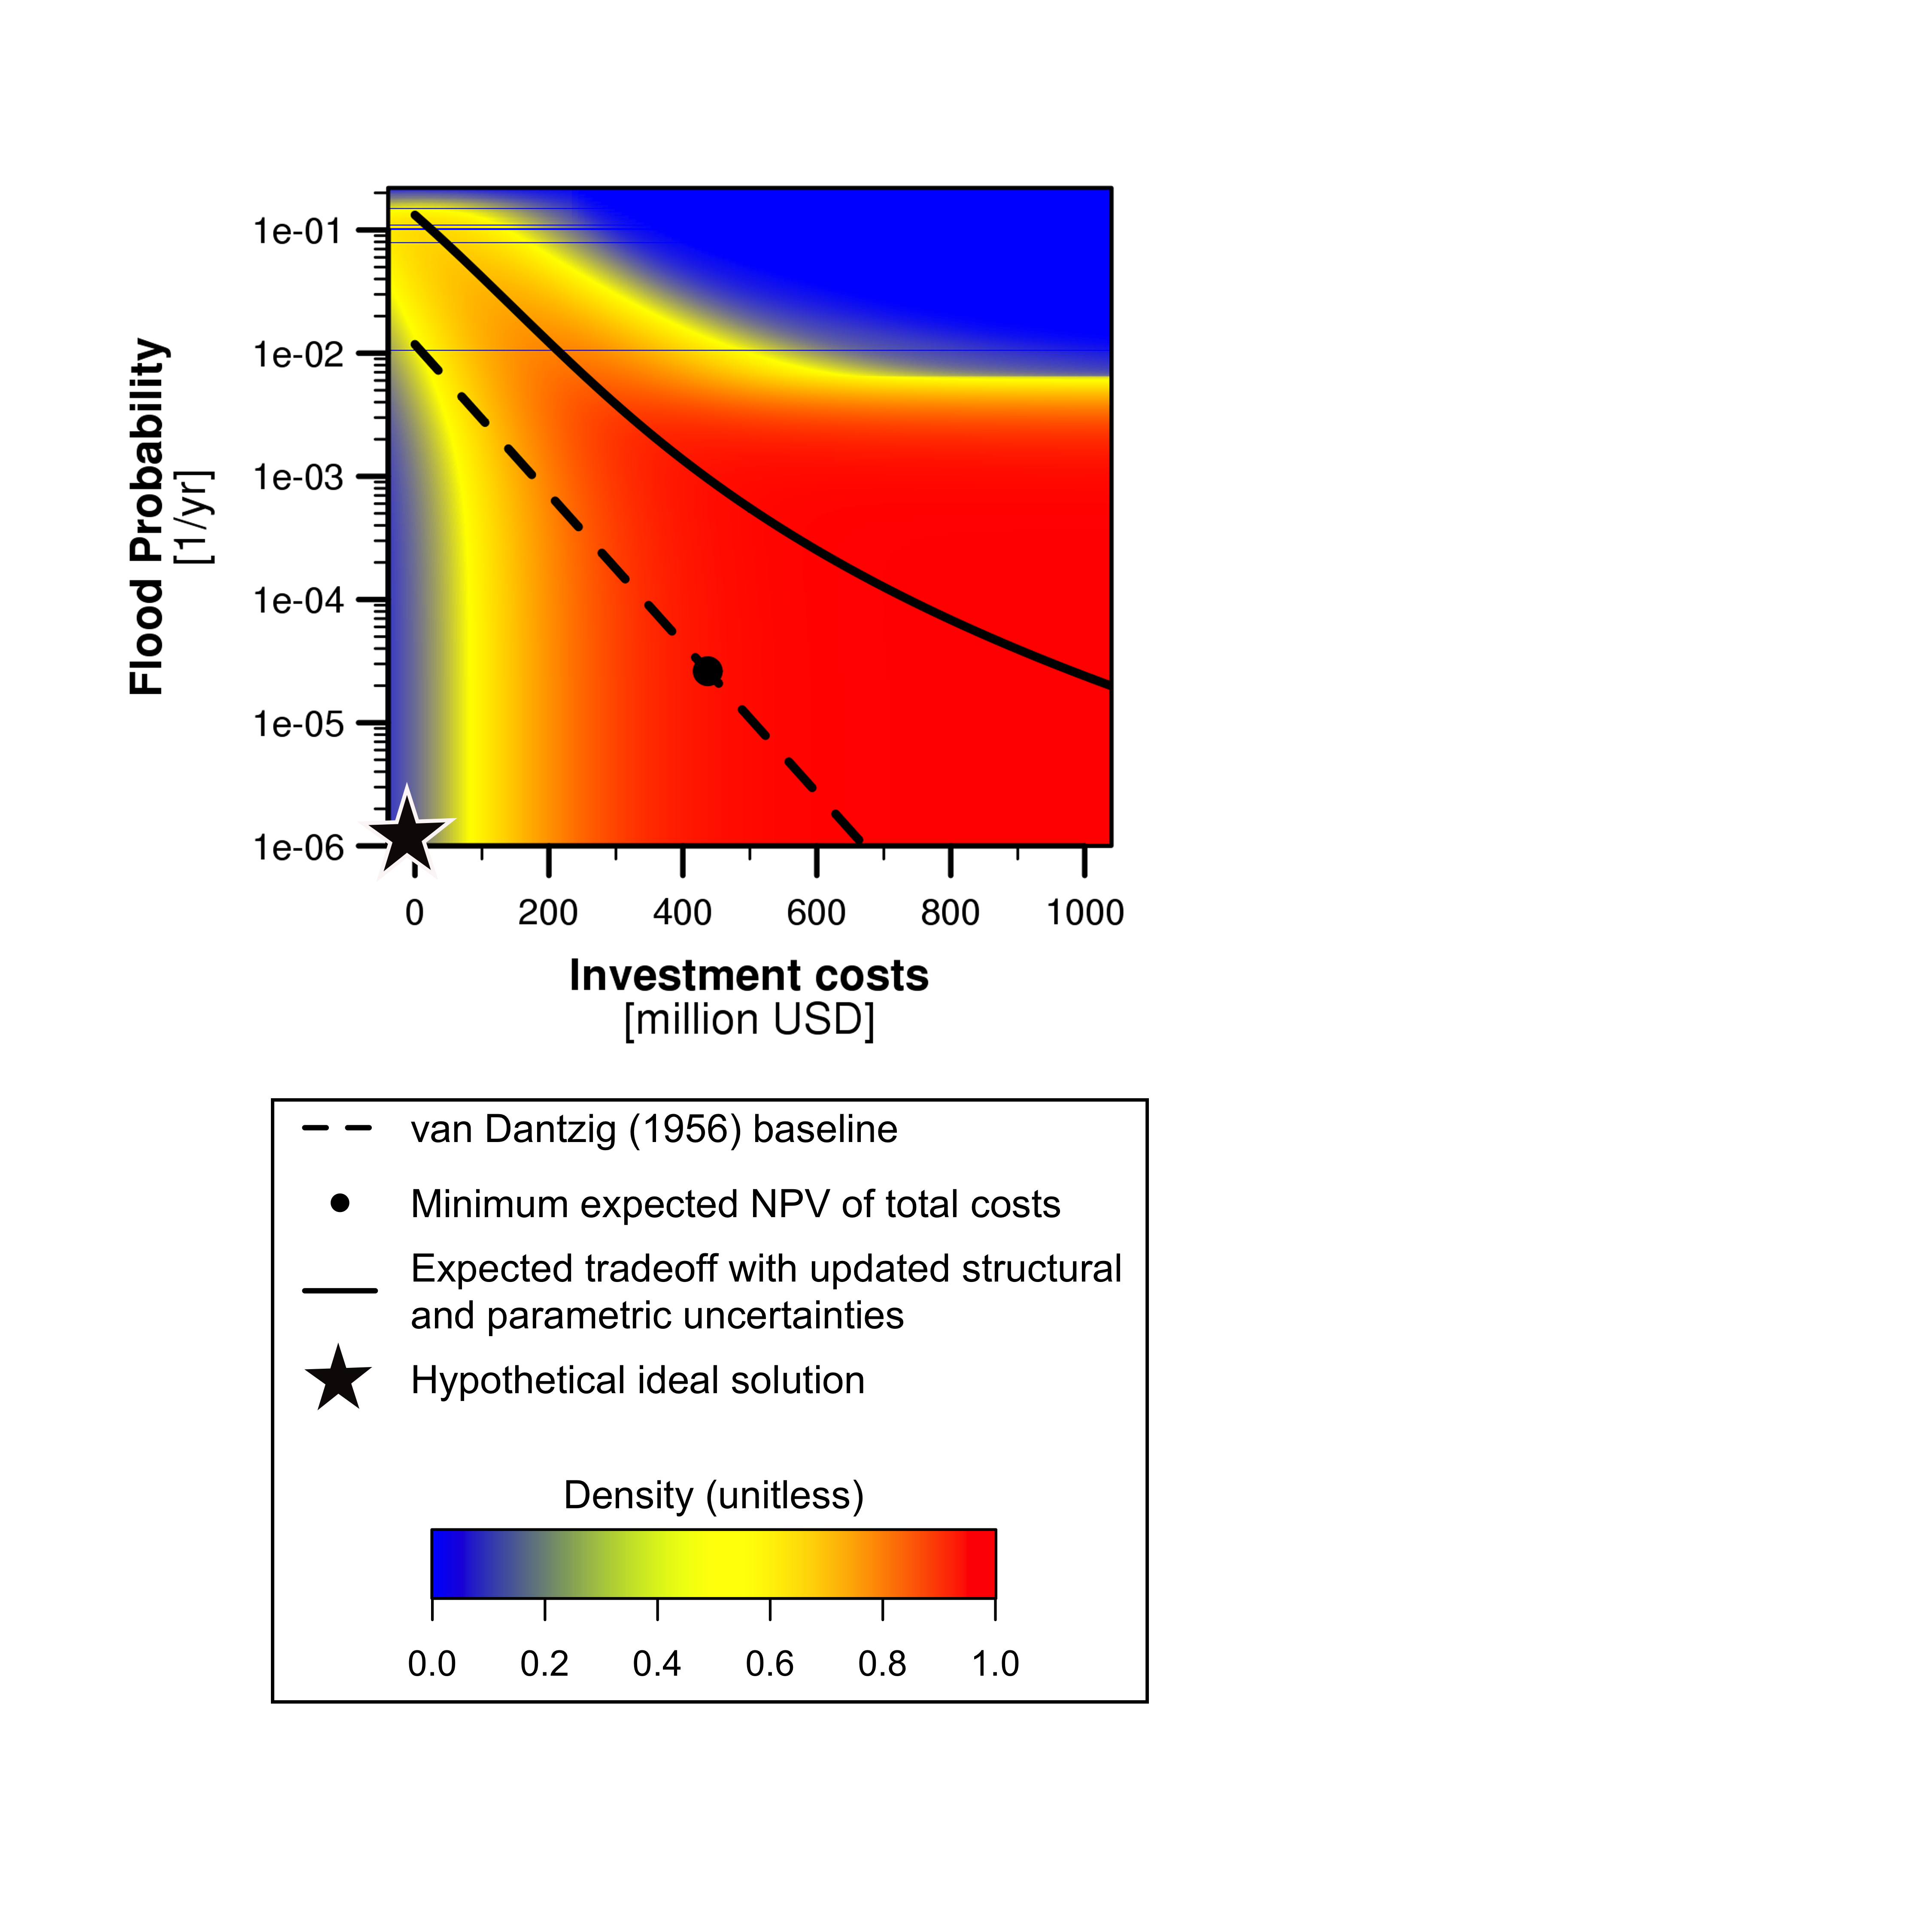 1e-01
1e-02
1e-03
1e-04
1e-05
1e-06
Flood Probability
[1/yr]
0 200 400 600 800 1000
Investment costs
[million USD]
van Dantzig (1956) baseline
Minimum expected NPV of total costs
Expected tradeoff with updated structural
and parametric uncertainties
Hypothetical ideal solution
Density (unitless)
0.0 0.2 0.4 0.6 0.8 1.0